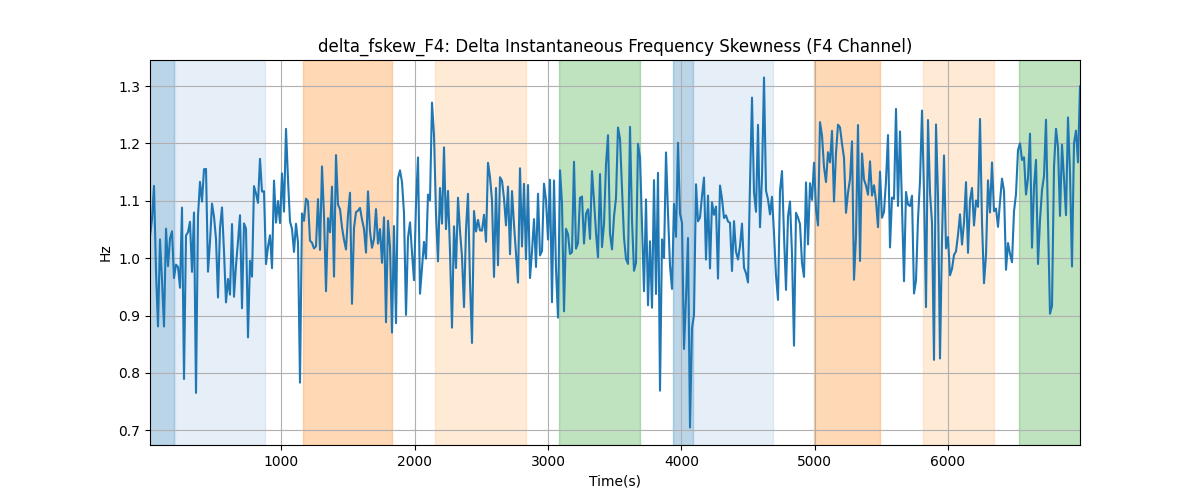 delta_fskew_F4: Delta Instantaneous Frequency Skewness (F4 Channel)
Hz
1.3
1.2
1.1
1.0
0.9
0.8
0.7
1000 2000 3000 4000 5000 6000
Time(s)